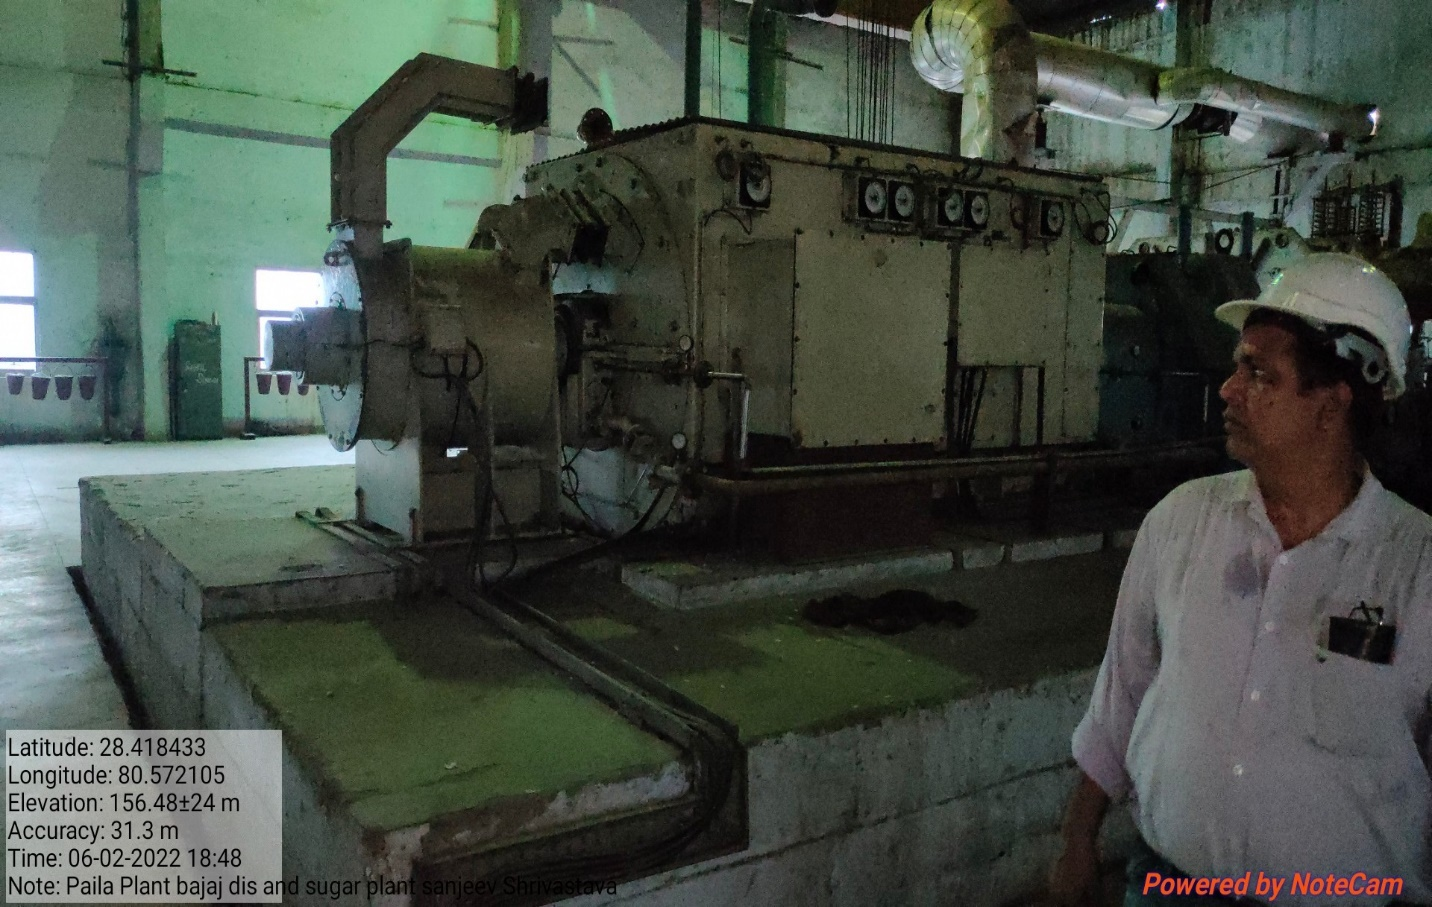 Latitude: 28.418433
Longitude: 80.572105
Elevation: 156.48±24 m
Accuracy: 31.3 m
Time: 06-02-2022 18:48
Note: Paila Plant bajaj dis and sugar plant sanjeev Shrivastava
Powered by NoteCam